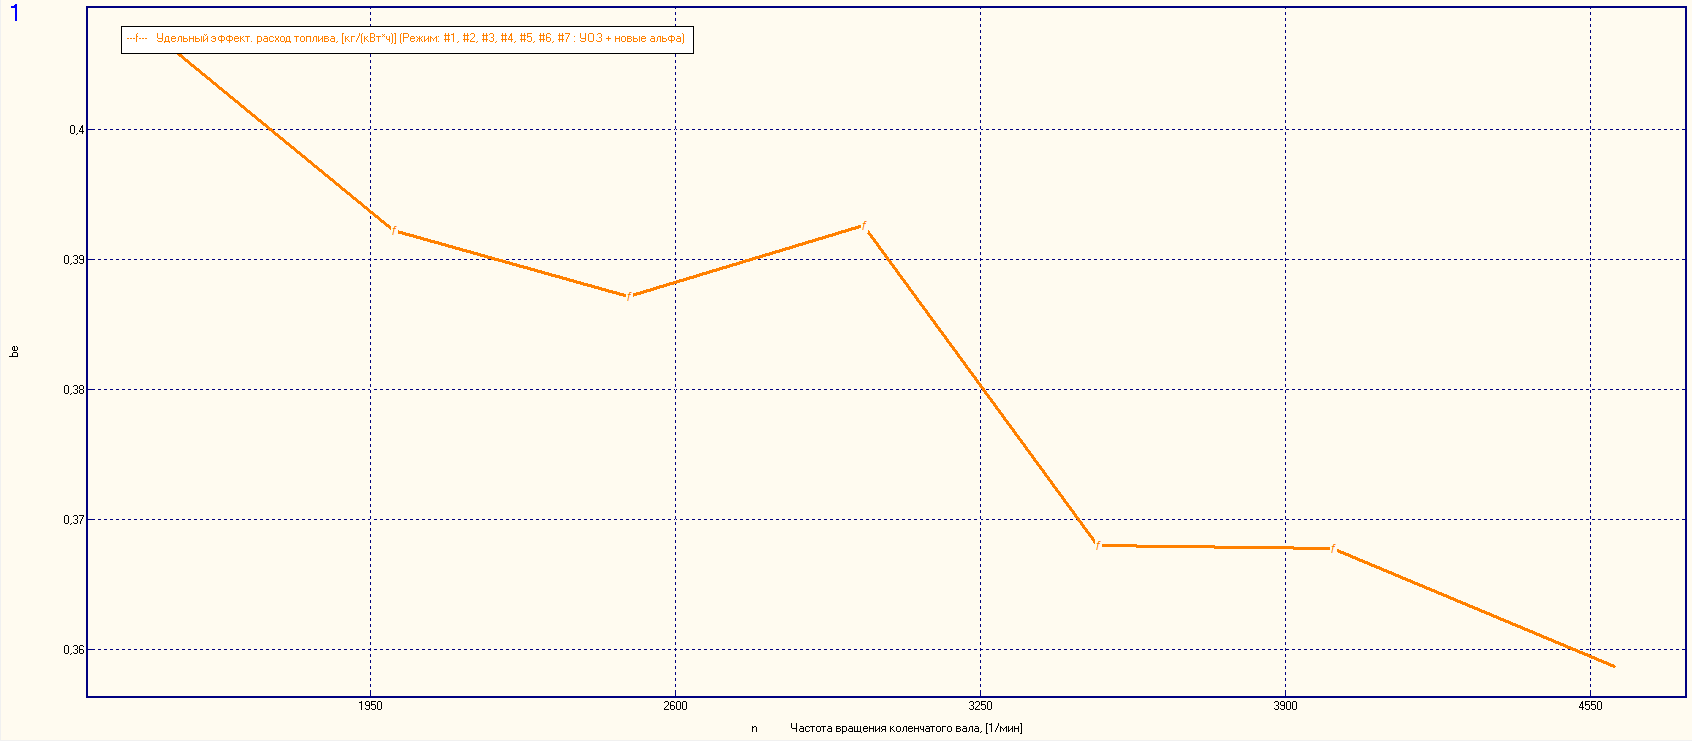 1
---f--- Удельный эффект. расход топлива, [кг/(кВт*ч)] (Режим: #1, #2, #3, #4, #5, #6, #7 : УОЗ + новые альфа)
0,4
0,39
0,38
0,37
0,36
be
1950 2600 3250 3900 4550
n Частота вращения коленчатого вала, [1/мин]
f
f
f
f
f